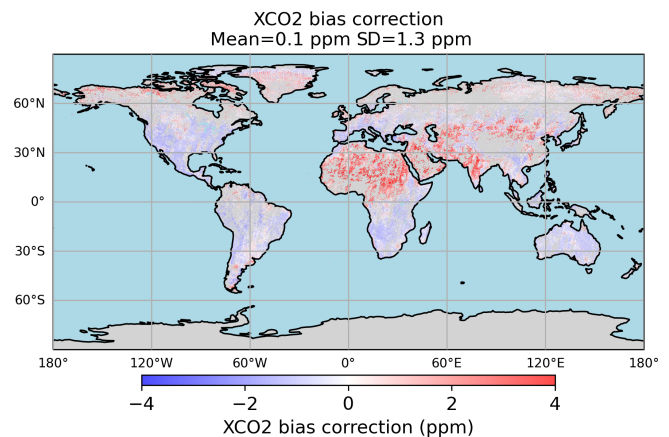 XCO2 bias correction
Mean=0.1 ppm SD=1.3 ppm
60°N
30°N
0°
30°S
60°S
180° 120°W 60°W 0° 60°E 120°E 180°
−4 −2 0 2 4
XCO2 bias correction (ppm)